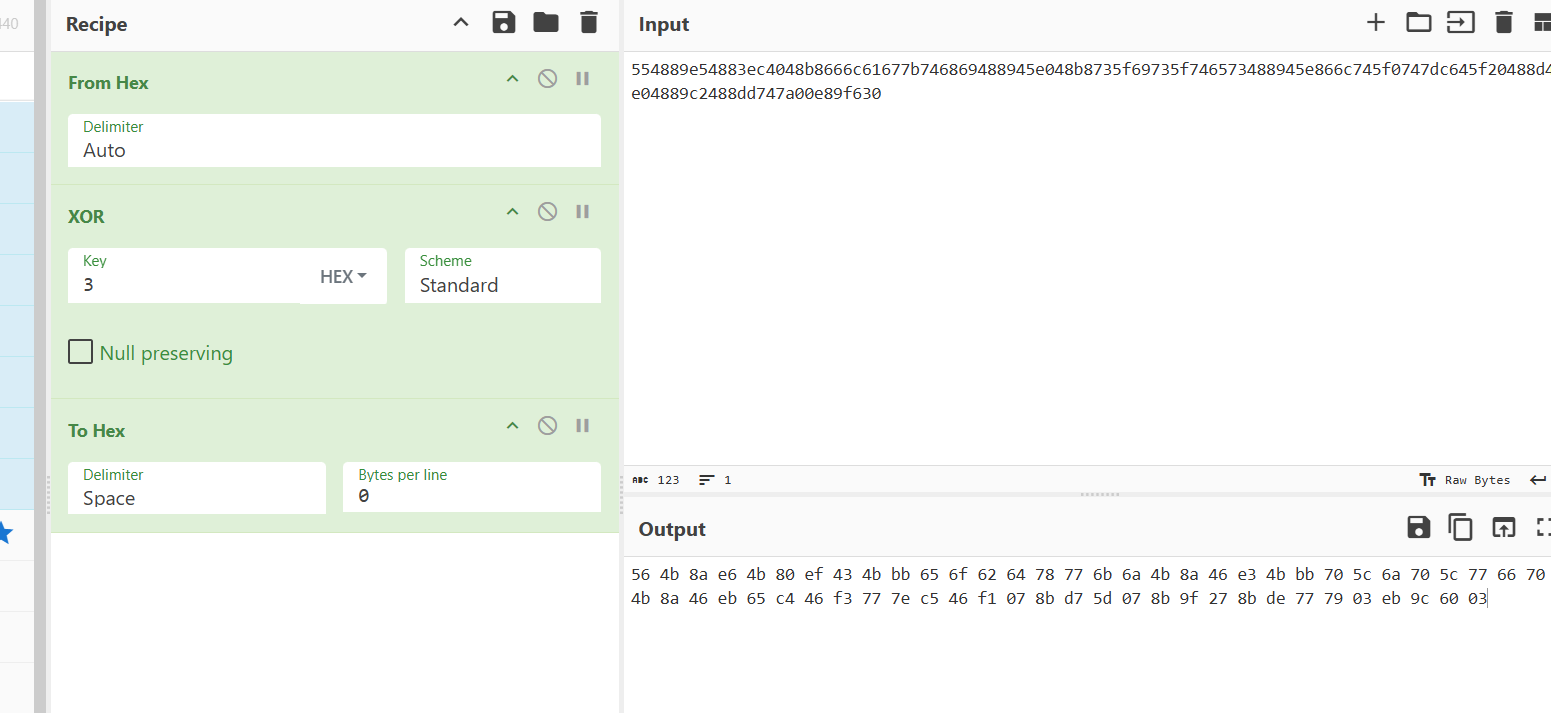 440
Recipe
From Hex
Delimiter
Auto
XOR
Key
3
HEX
Scheme
Standard
Null preserving
To Hex
Delimiter
Space
Bytes per line
0
Input
554889e54883ec4048b8666c61677b746869488945e048b8735f69735f746573488945e866c745f0747dc645f20488d4
e04889c2488dd747a00e89f630
ABC 123 1
Raw Bytes
Output
56 4b 8a e6 4b 80 ef 43 4b bb 65 6f 62 64 78 77 6b 6a 4b 8a 46 e3 4b bb 70 5c 6a 70 5c 77 66 70
4b 8a 46 eb 65 c4 46 f3 77 7e c5 46 f1 07 8b d7 5d 07 8b 9f 27 8b de 77 79 03 eb 9c 60 03